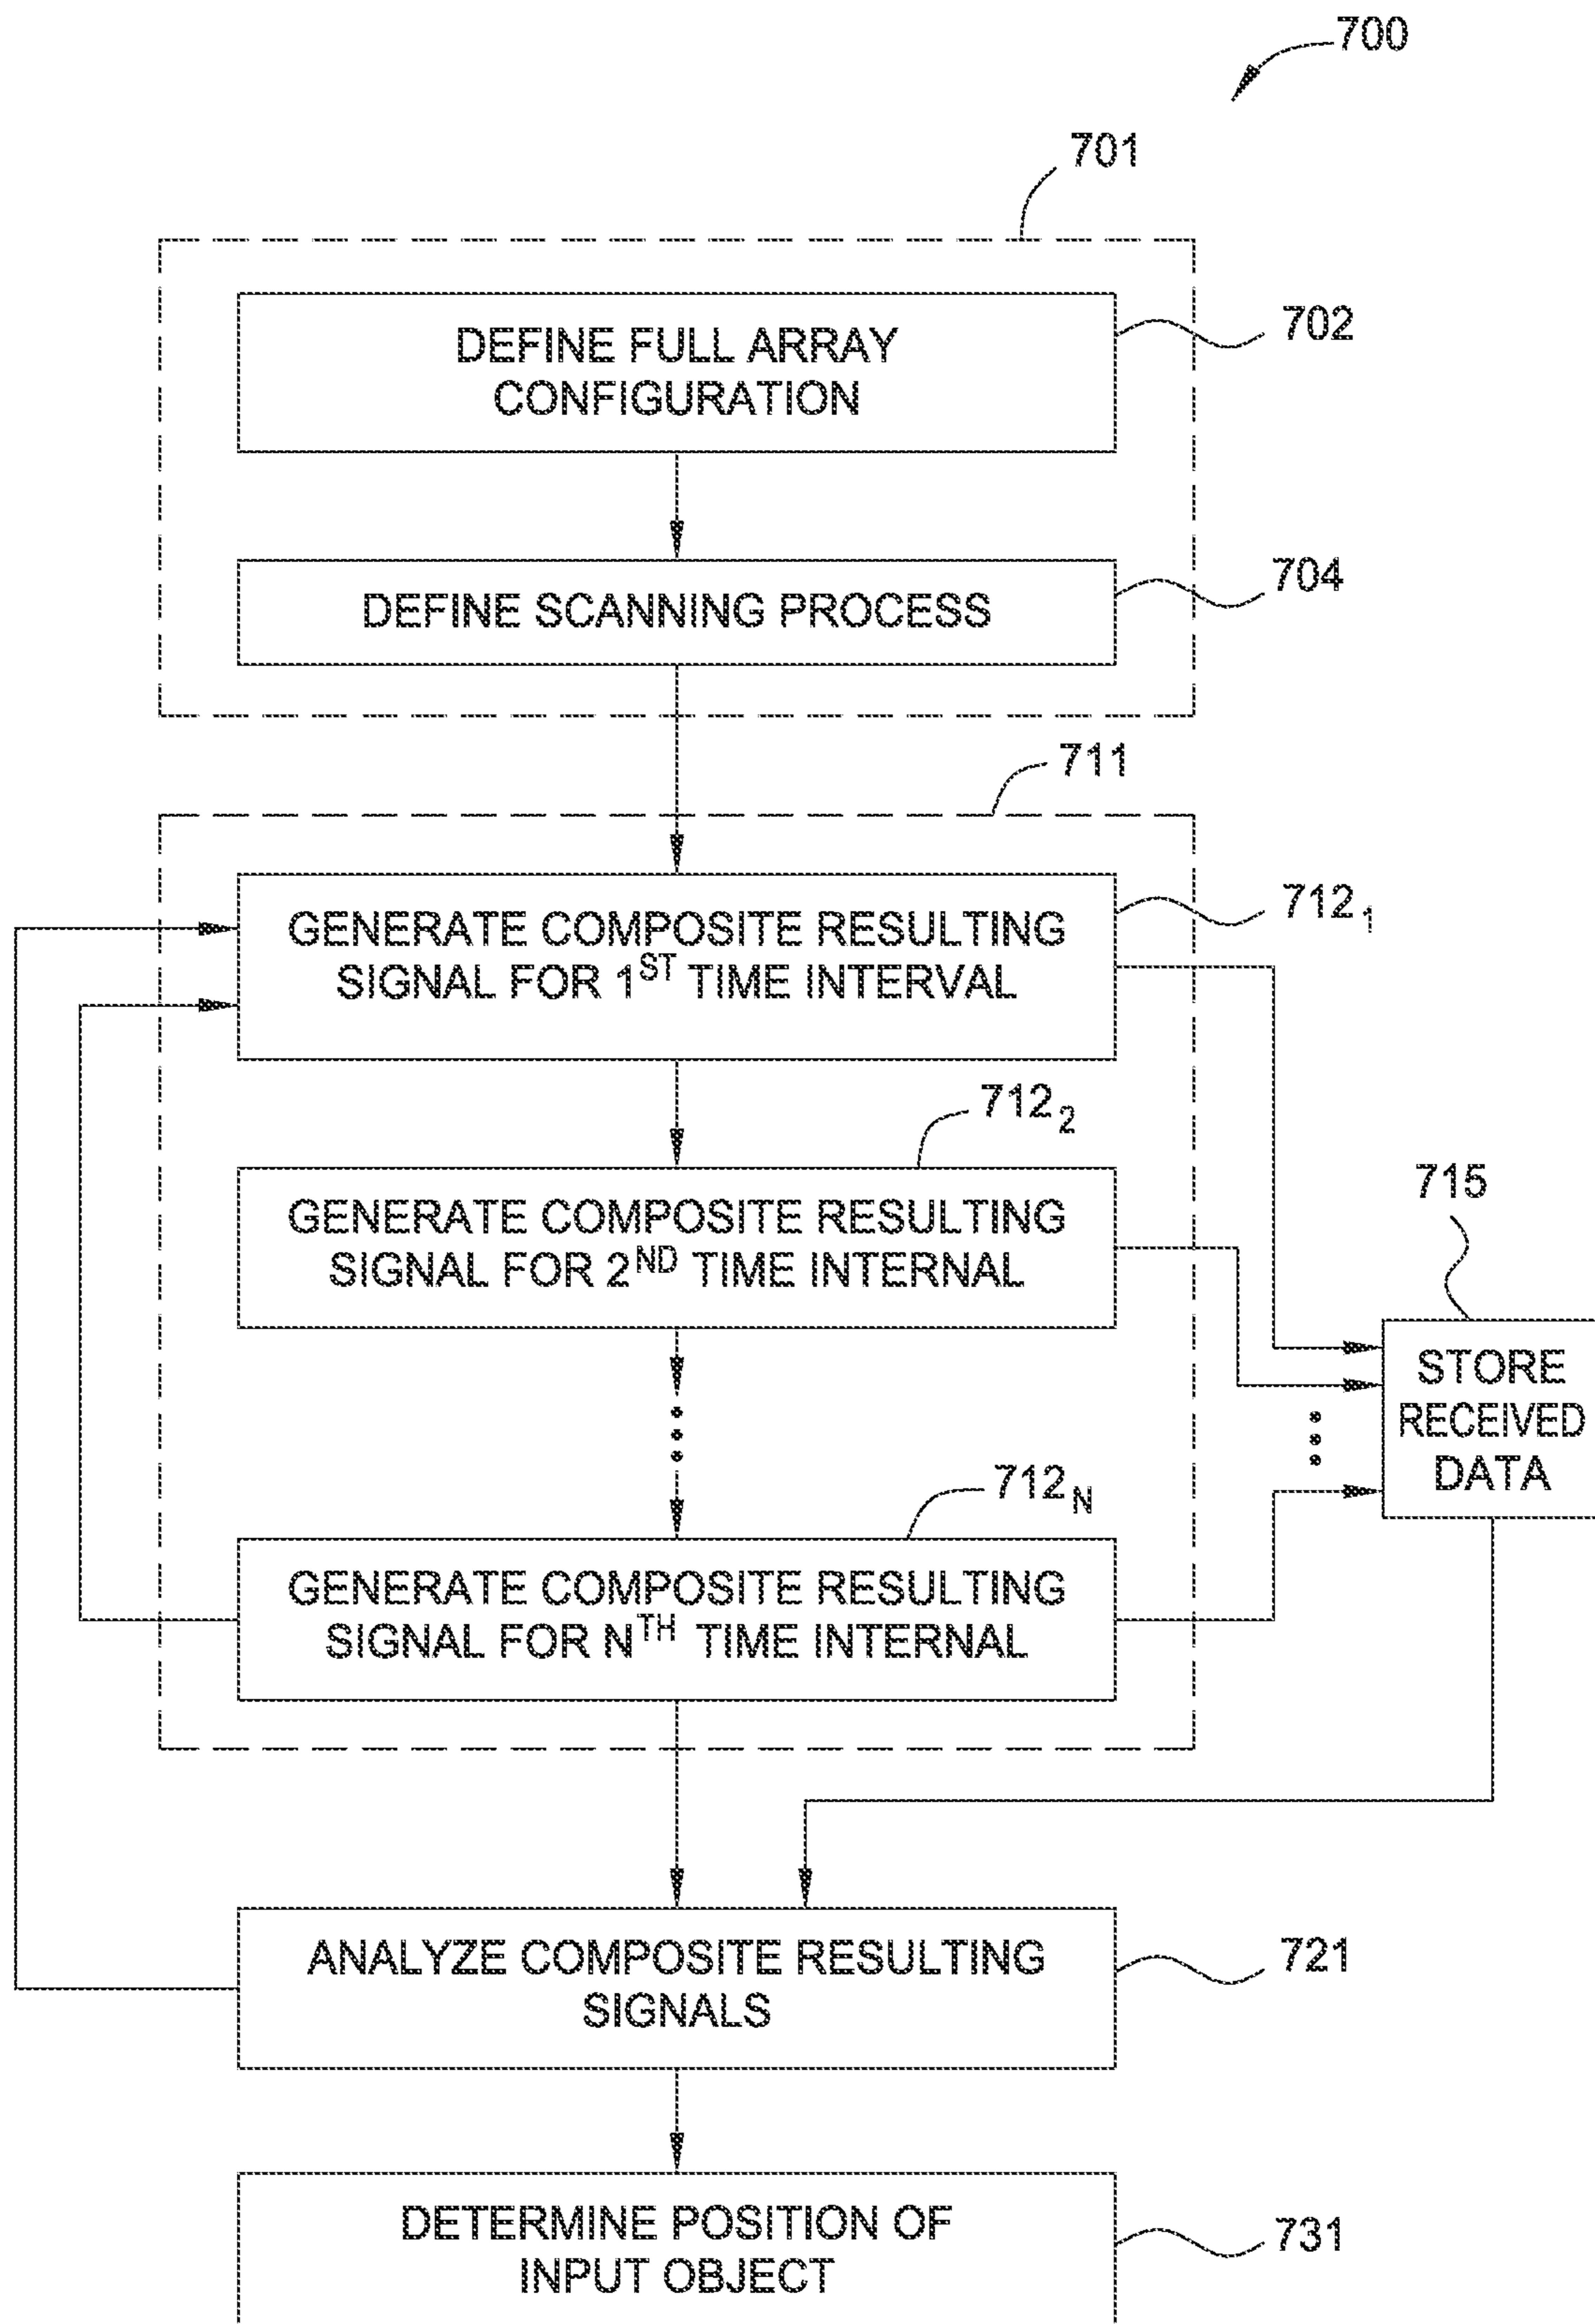 700
701
DEFINE FULL ARRAY
CONFIGURATION
702
DEFINE SCANNING PROCESS
704
711
GENERATE COMPOSITE RESULTING
SIGNAL FOR 1ST TIME INTERVAL
712 1
GENERATE COMPOSITE RESULTING
SIGNAL FOR 2ND TIME INTERNAL
712 2
715
STORE
RECEIVED
DATA
GENERATE COMPOSITE RESULTING
SIGNAL FOR NTH TIME INTERNAL
712 N
ANALYZE COMPOSITE RESULTING
SIGNALS
721
DETERMINE POSITION OF
INPUT OBJECT
731